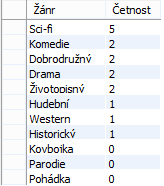 Žánr Četnost
Sci-fi 5
Komedie 2
Dobrodružný 2
Drama 2
Životopisný 2
Hudební 1
Western 1
Historický 1
Kovbojka 0
Parodie 0
Pohádka 0